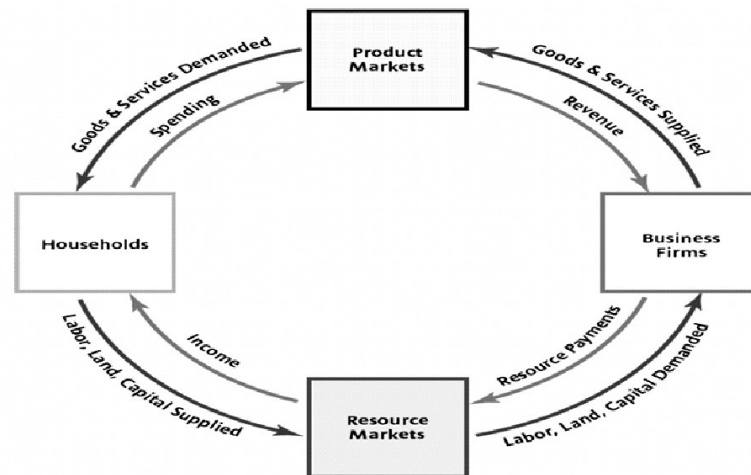 Product
Markets
Goods & Services Demanded
Spending
Goods & Services Supplied
Revenue
Households
Business
Firms
Labor, Land, Capital Supplied
Income
Resource Payments
Labor, Land, Capital Demanded
Resource
Markets